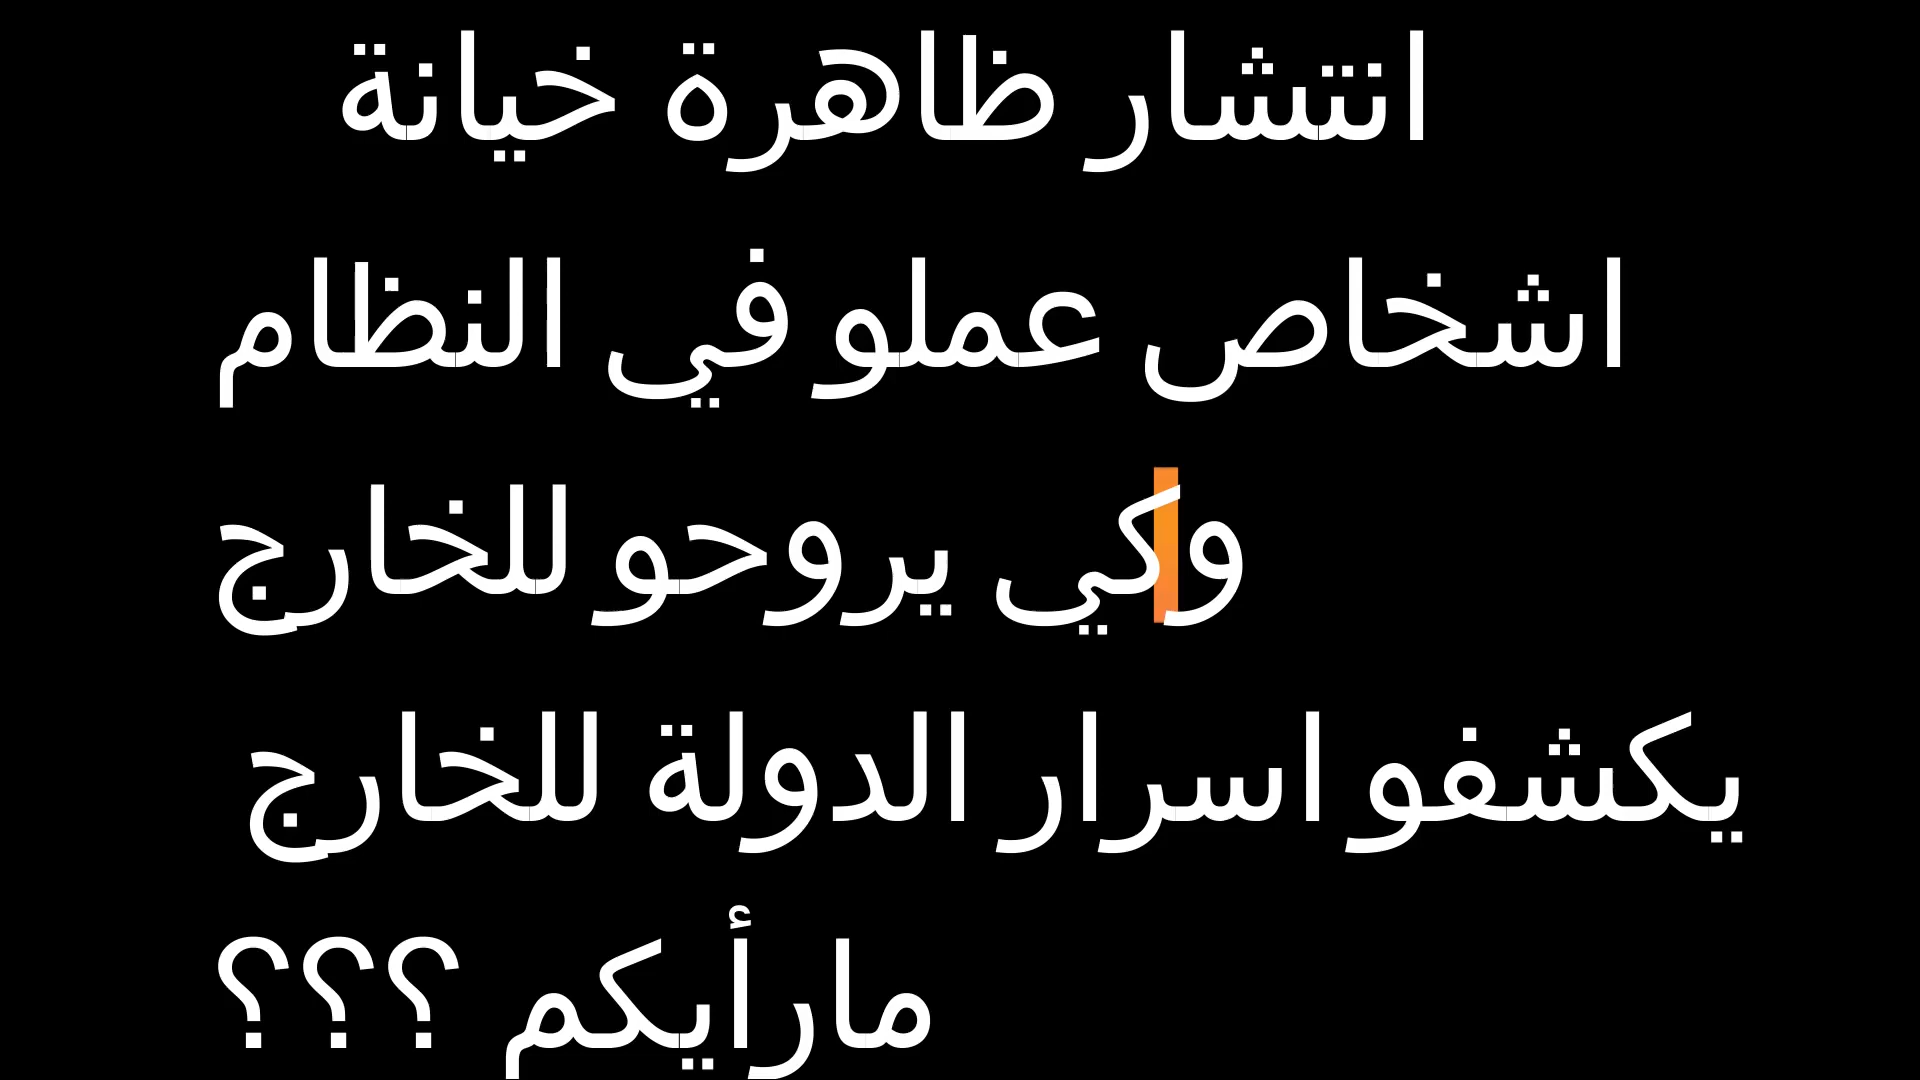 انتشار ظاهرة خيانة
اشخاص عملو في النظام
وكي يروحو للخارج
يكشفو اسرار الدولة للخارج
مارأيكم ؟؟؟